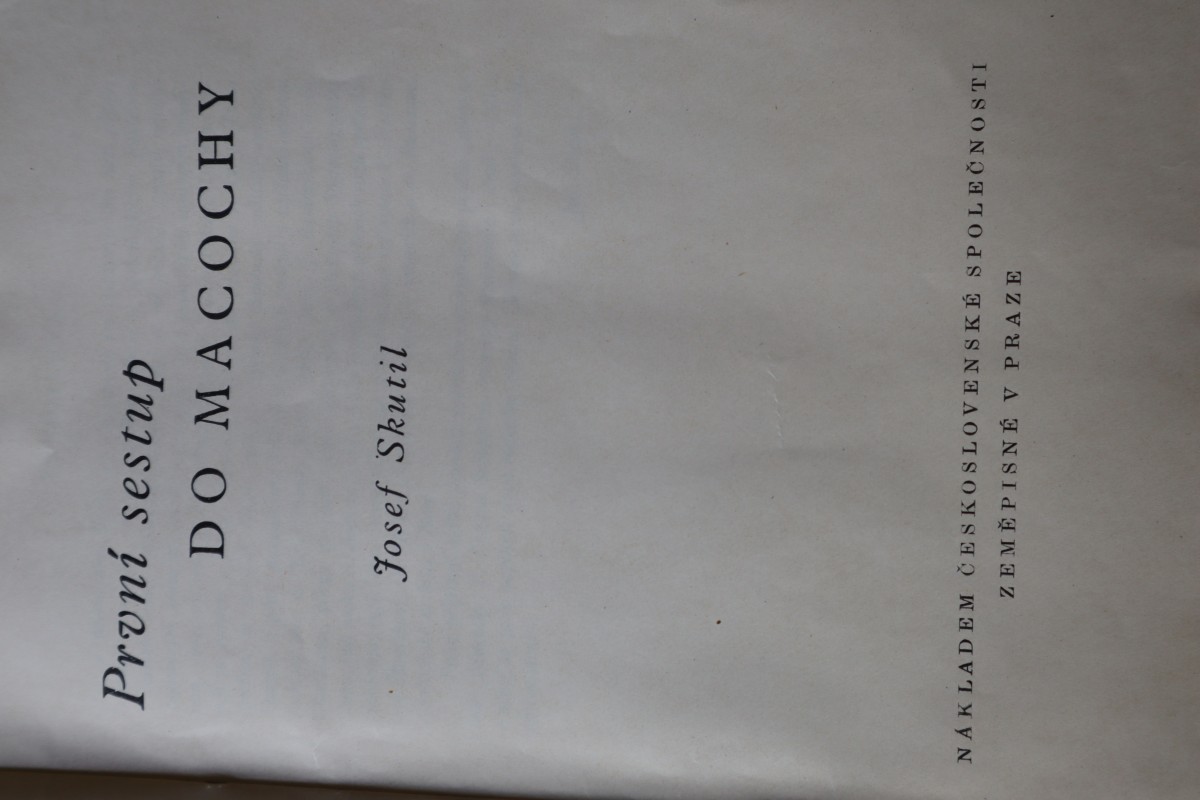 První sestup
DO MACOCHY
Josef Skutil
NÁKLADEM ČESKOSLOVENSKÉ SPOLEČNOSTI
ZEMĚPISNÉ V PRAZE